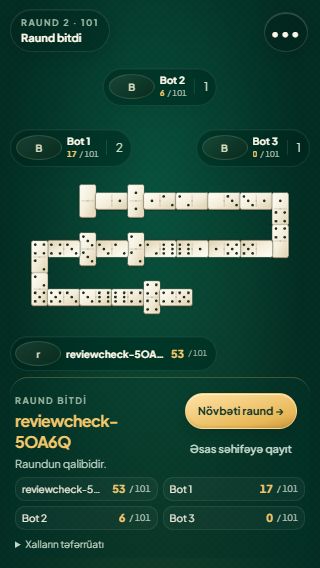 ROUND 2 · 101
Raund bitdi
•••
B
Bot 2
6 / 101
1
B
Bot 1
17 / 101
2
B
Bot 3
0 / 101
1
r
reviewcheck-5OA... 53 / 101
RAUND BİTDİ
reviewcheck-
5OA6Q
Raundun qalibidir.
Növbəti raund →
Əsas səhifəyə qayıt
reviewcheck-5... 53 / 101
Bot 1 17 / 101
Bot 2 6 / 101
Bot 3 0 / 101
▶ Xalların təfərrüatı